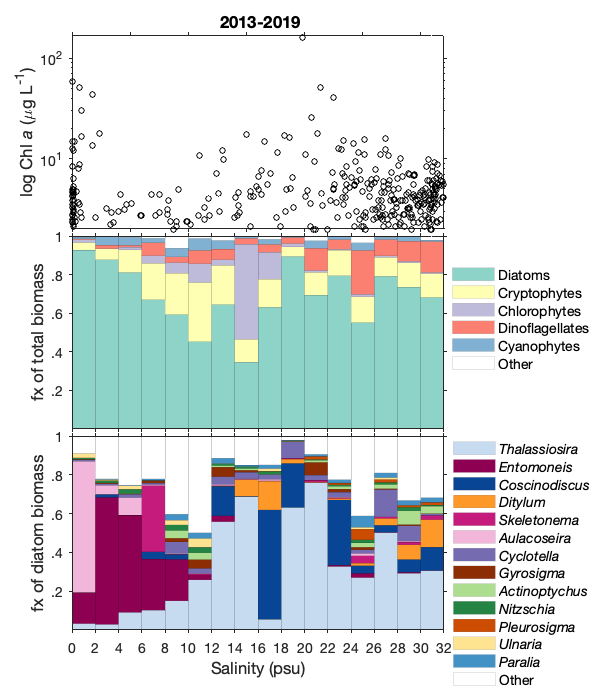 2013-2019
log Chl a (μg L⁻¹)
10²
10¹
fx of total biomass
1
.8
.6
.4
.2
Diatoms
Cryptophytes
Chlorophytes
Dinoflagellates
Cyanophytes
Other
fx of diatom biomass
1
.8
.6
.4
.2
Thalassiosira
Entomoneis
Coscinodiscus
Ditylum
Skeletonema
Aulacoseira
Cyclotella
Gyrosigma
Actinoptychus
Nitzschia
Pleurosigma
Ulnaria
Paralia
Other
0 2 4 6 8 10 12 14 16 18 20 22 24 26 28 30 32
Salinity (psu)